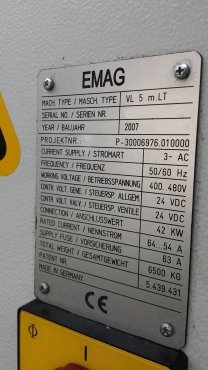 EMAG
MACH. TYPE / MASCH. TYPE VL 5 m.LT
SERIAL NO / SERIEN NR.
YEAR / BAUJAHR 2007
PROJEKTNR. P-30006976.010000
CURRENT SUPPLY / STROMART 3~ AC
FREQUENCY / FREQUENZ 50/60 Hz
WORKING VOLTAGE / BETRIEBSSPANNUNG 400..480V
CONTR. VOLT GENE / STEUERSP. ALLGEM. 24 VDC
CONTR. VOLT VALV. / STEUERSP. VENTILE 24 VDC
CONNECTION / ANSCHLUSSWERT 42 KW
RATED CURRENT / NENNSTROM 64..54 A
SUPPLY FUSE / VORSICHERUNG 63 A
TOTAL WEIGHT / GESAMTGEWICHT 6500 KG
MADE IN GERMANY 5.439.431
CE
I